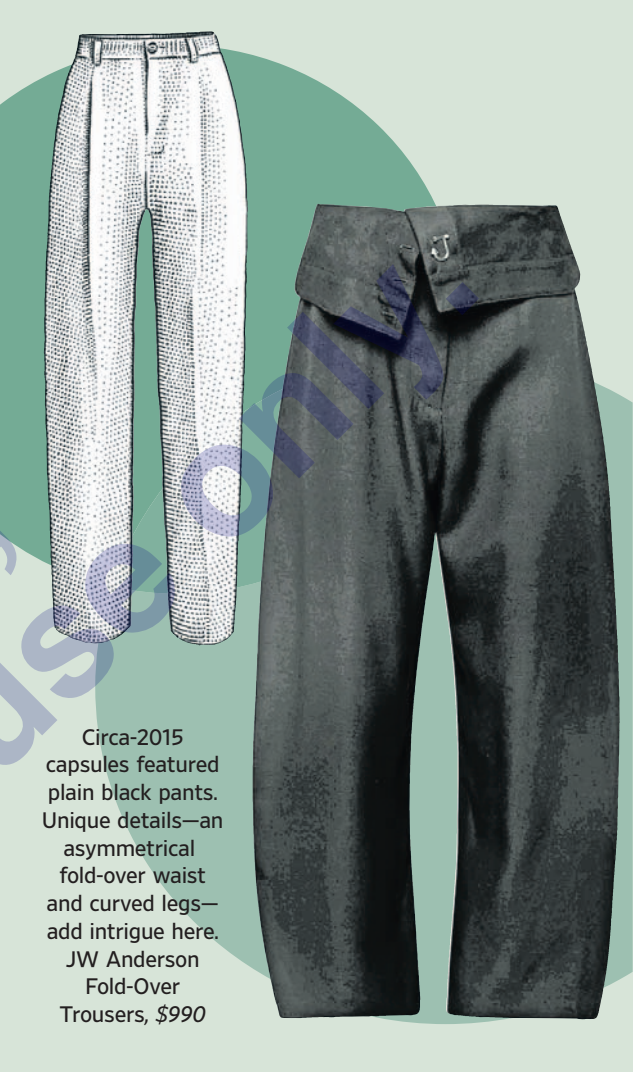 Circa-2015
capsules featured
plain black pants.
Unique details—an
asymmetrical
fold-over waist
and curved legs—
add intrigue here.
JW Anderson
Fold-Over
Trousers, $990
use only.